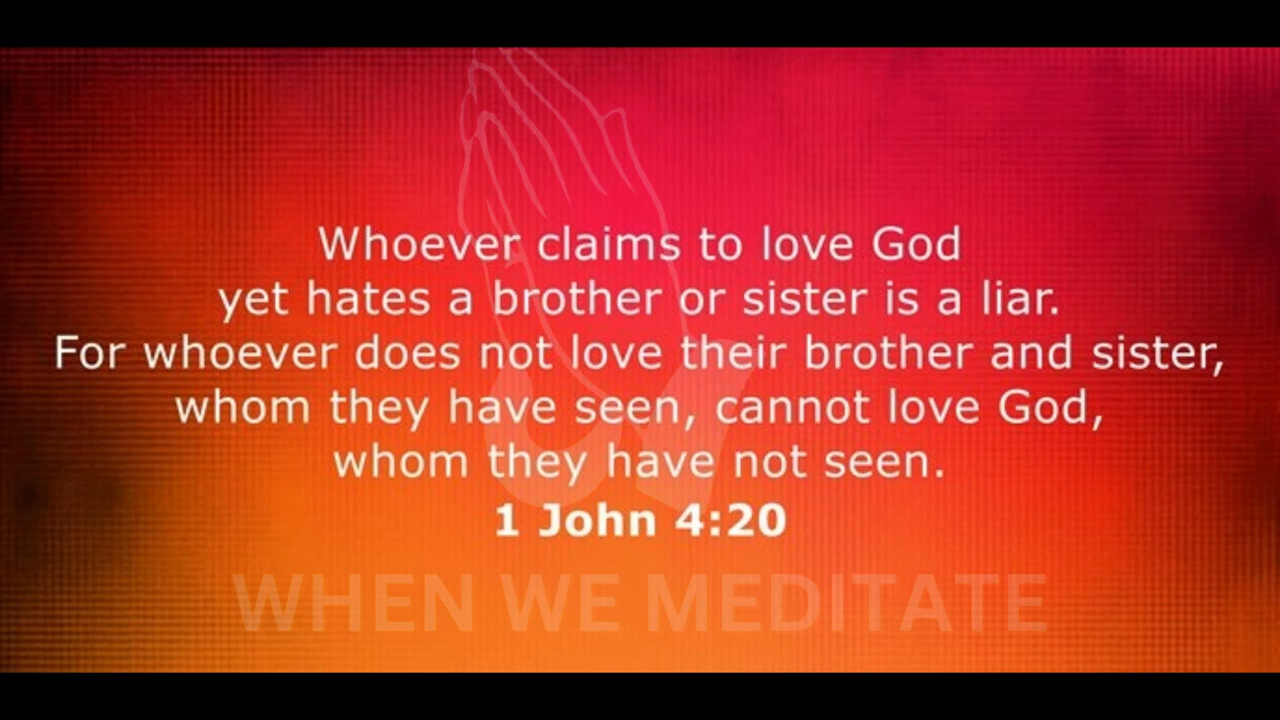 Whoever claims to love God
yet hates a brother or sister is a liar.
For whoever does not love their brother and sister,
whom they have seen, cannot love God,
whom they have not seen.
1 John 4:20
WHEN WE MEDITATE